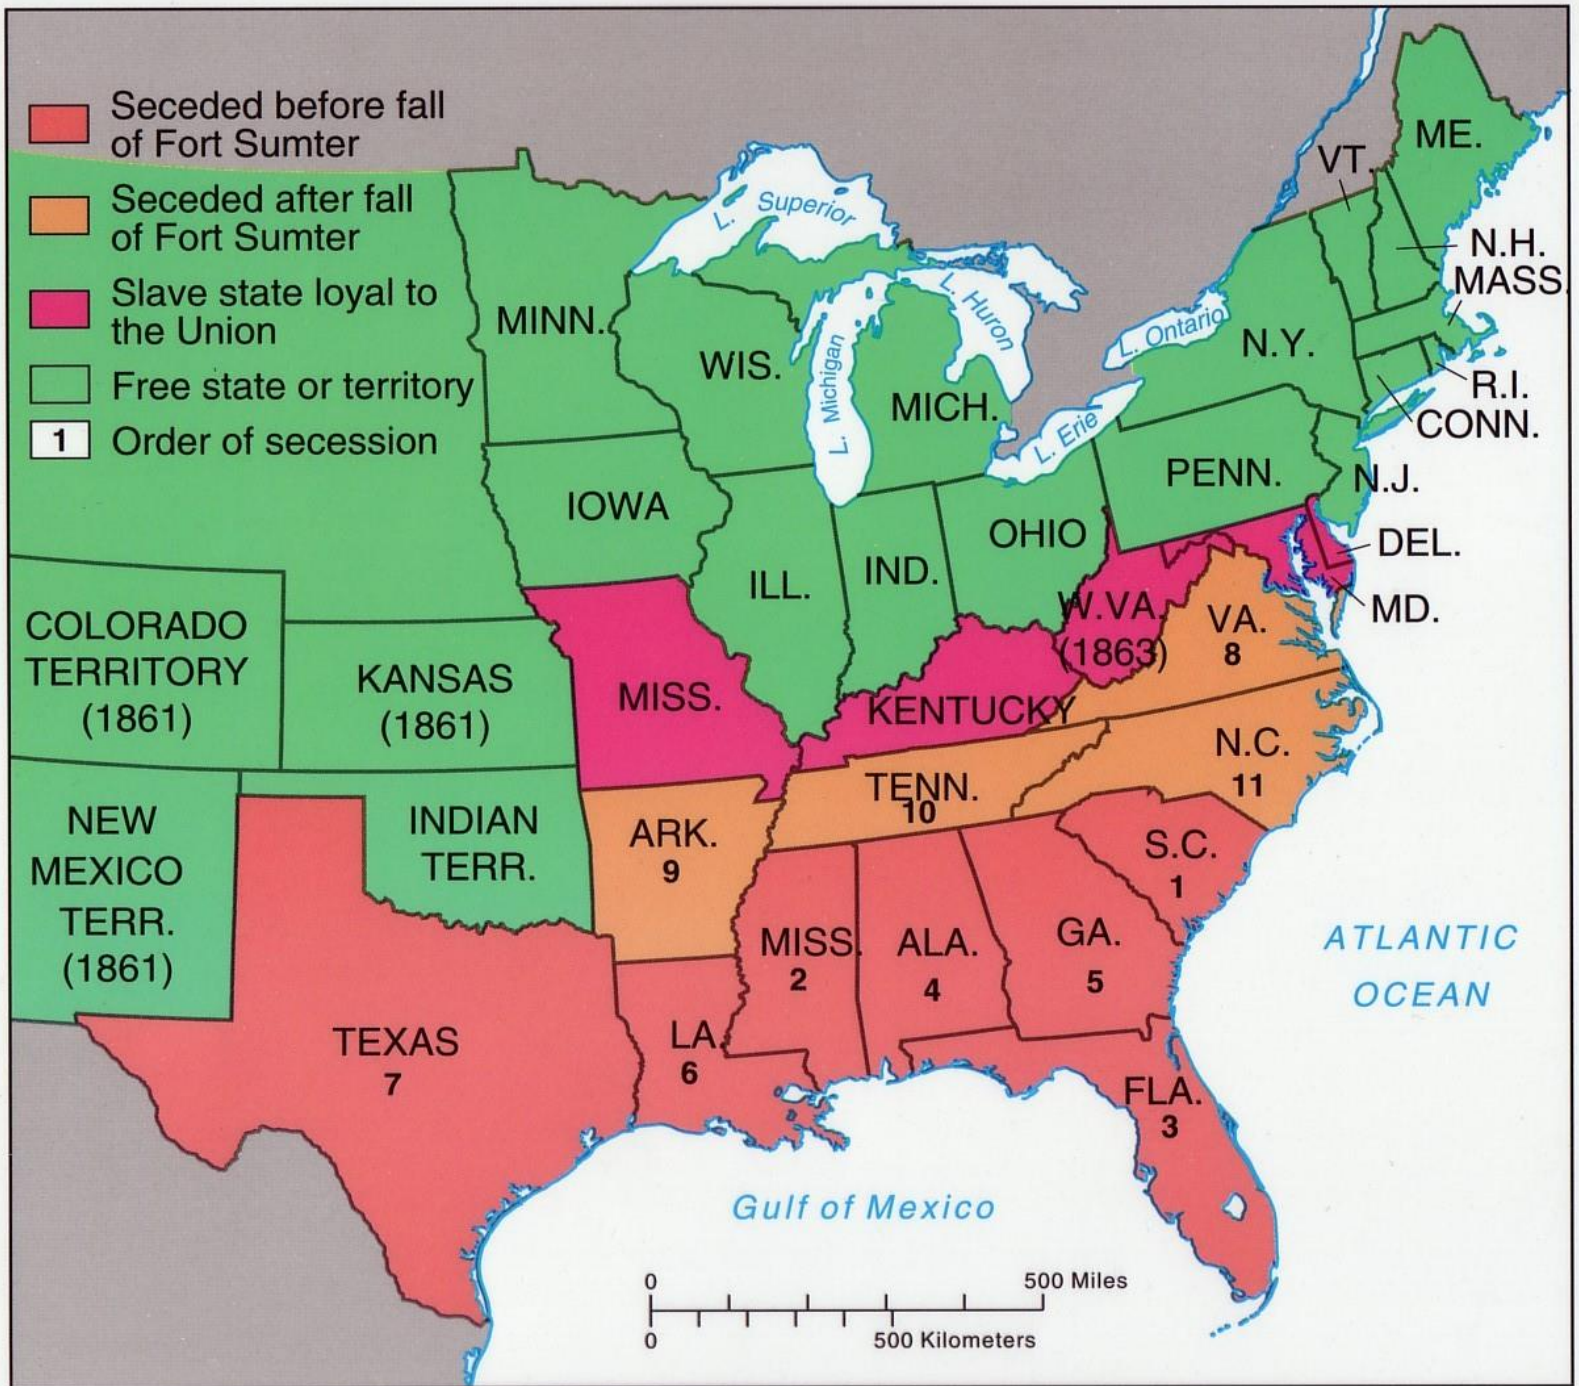 Seceded before fall
of Fort Sumter
Seceded after fall
of Fort Sumter
Slave state loyal to
the Union
Free state or territory
1 Order of secession
ME.
VT.
N.H.
MASS.
R.I.
CONN.
N.Y.
PENN.
N.J.
DEL.
MD.
L. Superior
L. Huron
L. Michigan
L. Ontario
L. Erie
MINN.
WIS.
MICH.
IOWA
ILL.
IND.
OHIO
W.VA.
(1863)
VA.
8
COLORADO
TERRITORY
(1861)
KANSAS
(1861)
MISS.
KENTUCKY
N.C.
11
TENN.
10
NEW
MEXICO
TERR.
(1861)
INDIAN
TERR.
ARK.
9
S.C.
1
MISS.
2
ALA.
4
GA.
5
TEXAS
7
LA.
6
FLA.
3
ATLANTIC
OCEAN
Gulf of Mexico
0 500 Miles
0 500 Kilometers